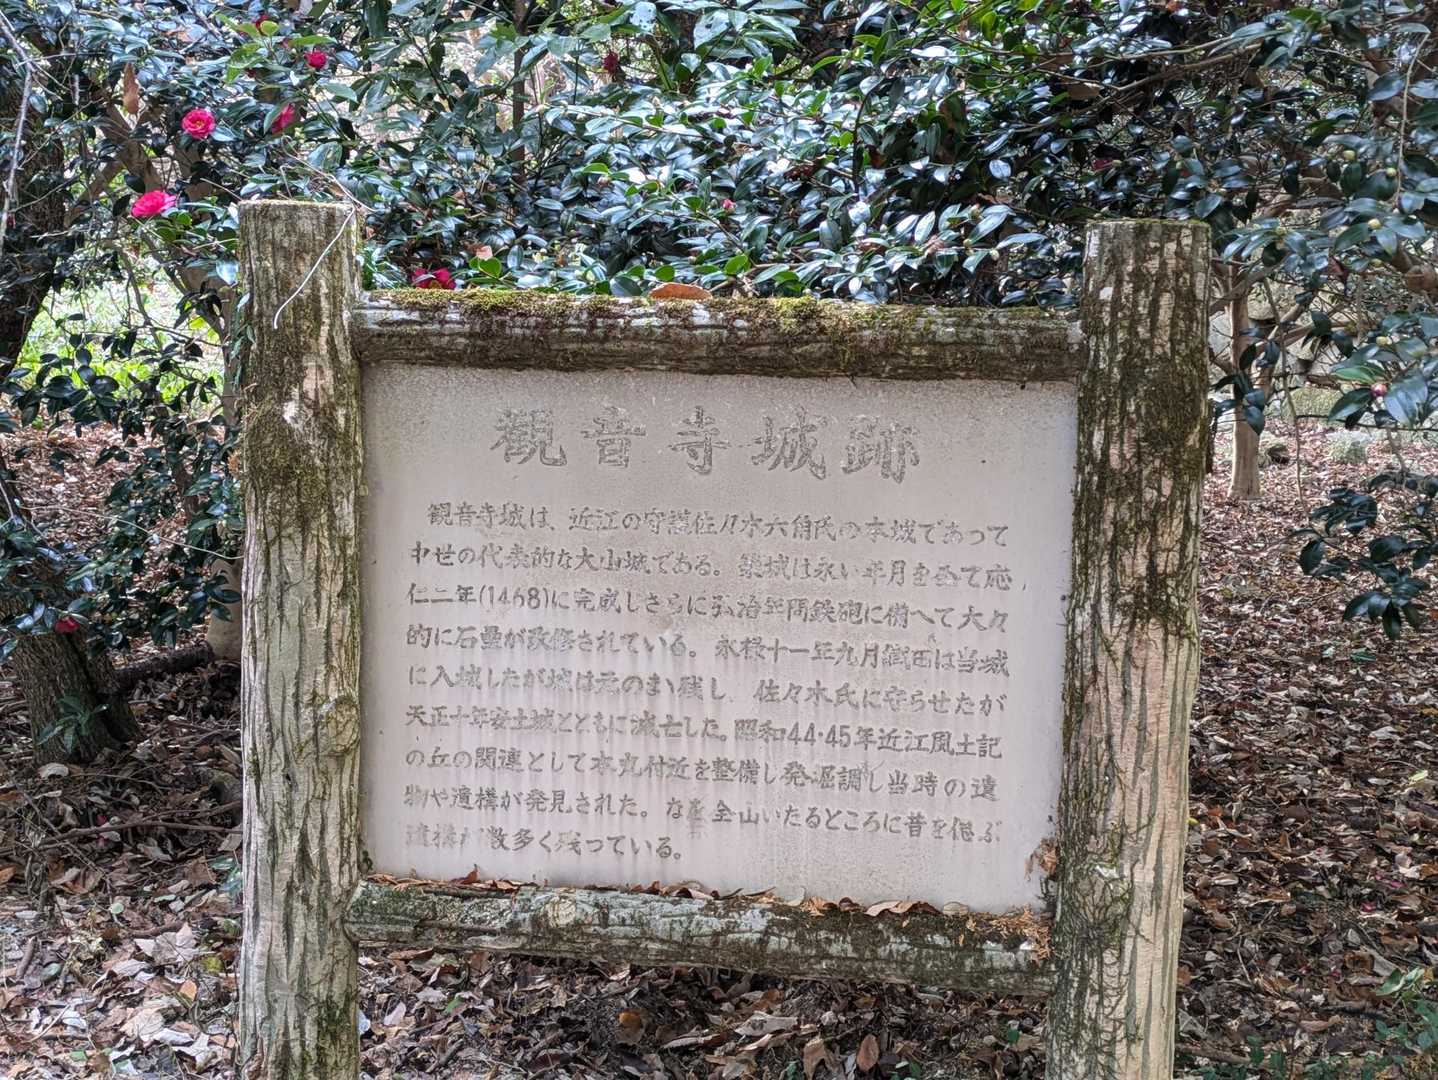 観音寺城跡
観音寺城は、近江の守護佐々木六角氏の本城であって
中世の代表的な大山城である。築城は永い年月を経て応
仁二年(1468)に完成しさらに弘治年間鉄砲に備へて大々
的に石塁が改修されている。永禄十一年九月織田は当城
に入城したが城は元のまゝ残し、佐々木氏に守らせたが
天正十年安土城とともに滅亡した。昭和44・45年近江風土記
の丘の関連として本丸付近を整備し発掘調し当時の遺
物や遺構が発見された。なを全山いたるところに昔を偲ぶ
遺構が数多く残っている。